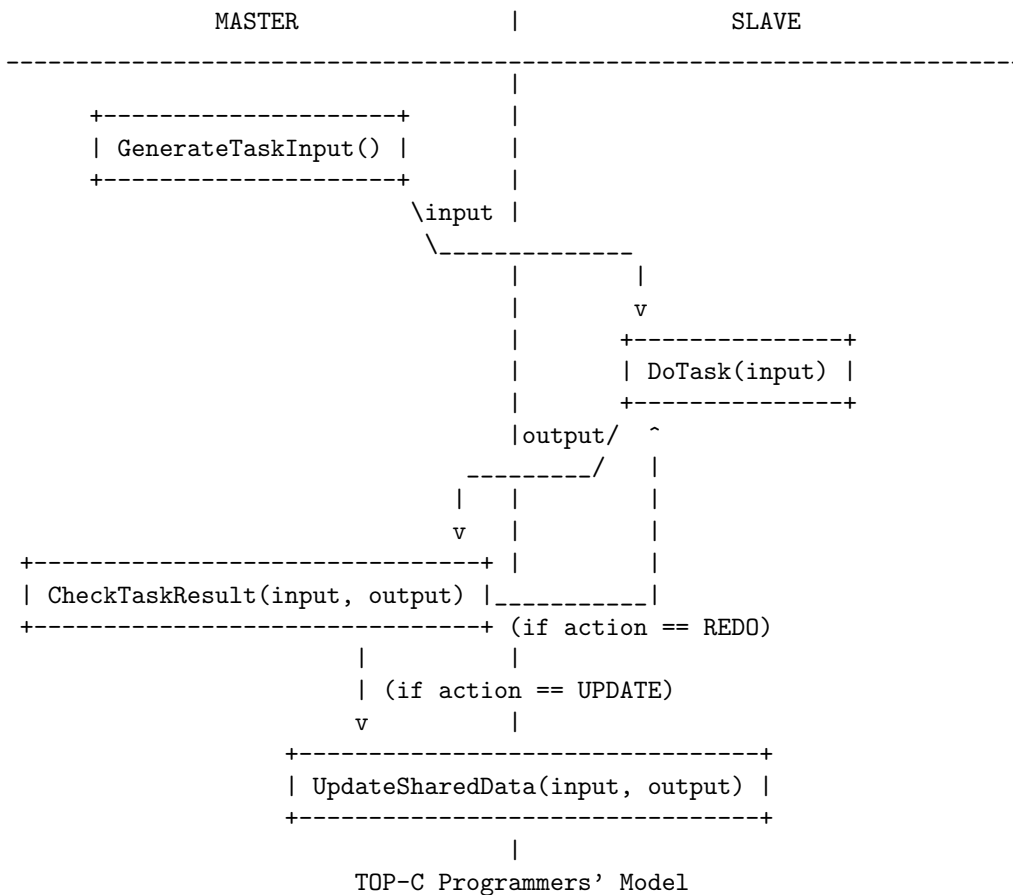 MASTER | SLAVE
GenerateTaskInput()
input
DoTask(input)
output
CheckTaskResult(input, output)
(if action == REDO)
(if action == UPDATE)
v
UpdateSharedData(input, output)
TOP-C Programmers' Model